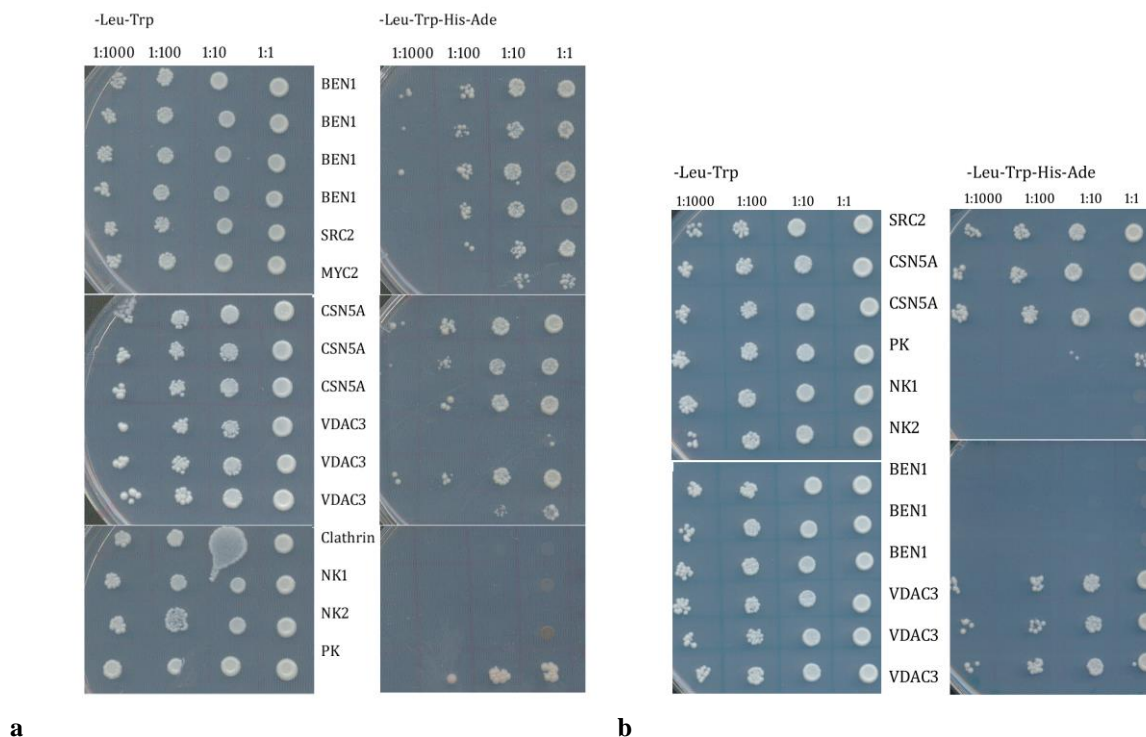 -Leu-Trp
-Leu-Trp-His-Ade
1:1000 1:100 1:10 1:1
1:1000 1:100 1:10 1:1
BEN1
BEN1
BEN1
BEN1
SRC2
MYC2
CSN5A
CSN5A
CSN5A
VDAC3
VDAC3
VDAC3
Clathrin
NK1
NK2
PK
a
-Leu-Trp
-Leu-Trp-His-Ade
1:1000 1:100 1:10 1:1
1:1000 1:100 1:10 1:1
SRC2
CSN5A
CSN5A
PK
NK1
NK2
BEN1
BEN1
BEN1
VDAC3
VDAC3
VDAC3
b